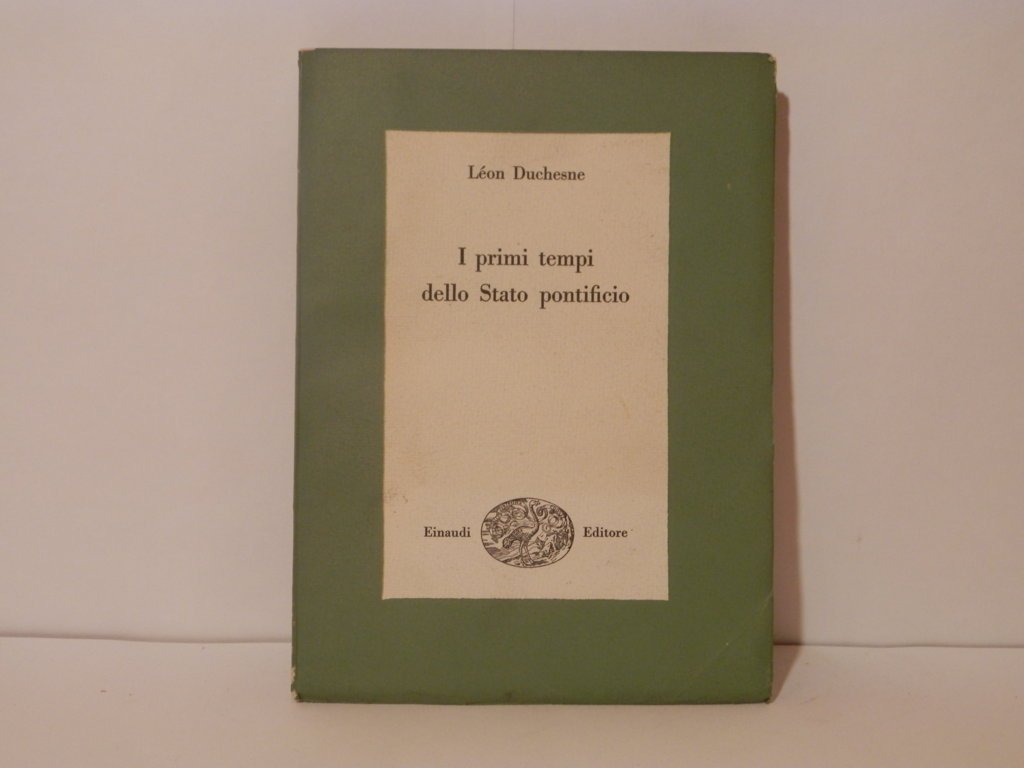 Léon Duchesne
I primi tempi
dello Stato pontificio
Einaudi Editore